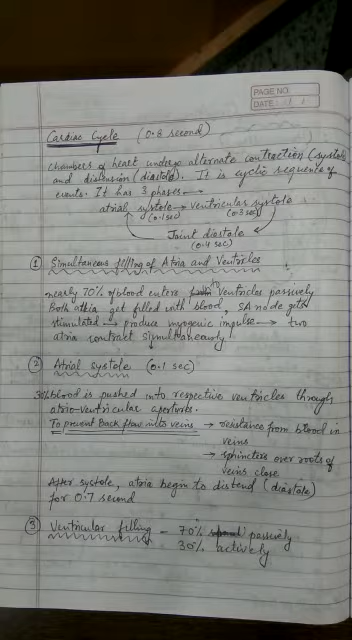 PAGE NO.
DATE : / /
Cardiac Cycle (0.8 second)
Chambers of heart undergo alternate contraction (systole)
and distension (diastole). It is cyclic sequence of
events. It has 3 phases →
atrial systole → ventricular systole
(0.1sec) (0.3sec)
Joint diastole
(0.4 sec)
① Simultaneous filling of Atria and Ventricles
nearly 70% of blood enters to ventricles passively
Both atria get filled with blood, SA node gets
stimulated → produce myogenic impulse → two
atria contract simultaneously
② Atrial systole (0.1 sec)
30% blood is pushed into respective ventricles through
atrio-ventricular apertures.
To prevent Back flow into veins → resistance from blood in
veins
→ sphincters over roots of
veins close
After systole, atria begin to distend (diastole)
for 0.7 second
③ Ventricular filling - 70% passively
30% actively